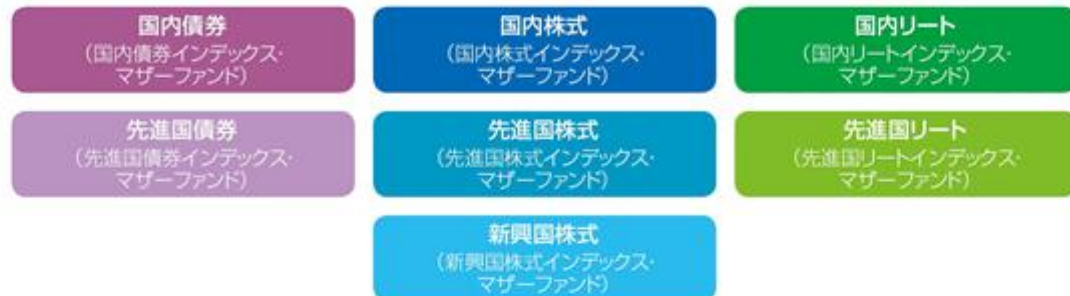 国内債券
(国内債券インデックス・
マザーファンド)
国内株式
(国内株式インデックス・
マザーファンド)
国内リート
(国内リートインデックス・
マザーファンド)
先進国債券
(先進国債券インデックス・
マザーファンド)
先進国株式
(先進国株式インデックス・
マザーファンド)
先進国リート
(先進国リートインデックス・
マザーファンド)
新興国株式
(新興国株式インデックス・
マザーファンド)